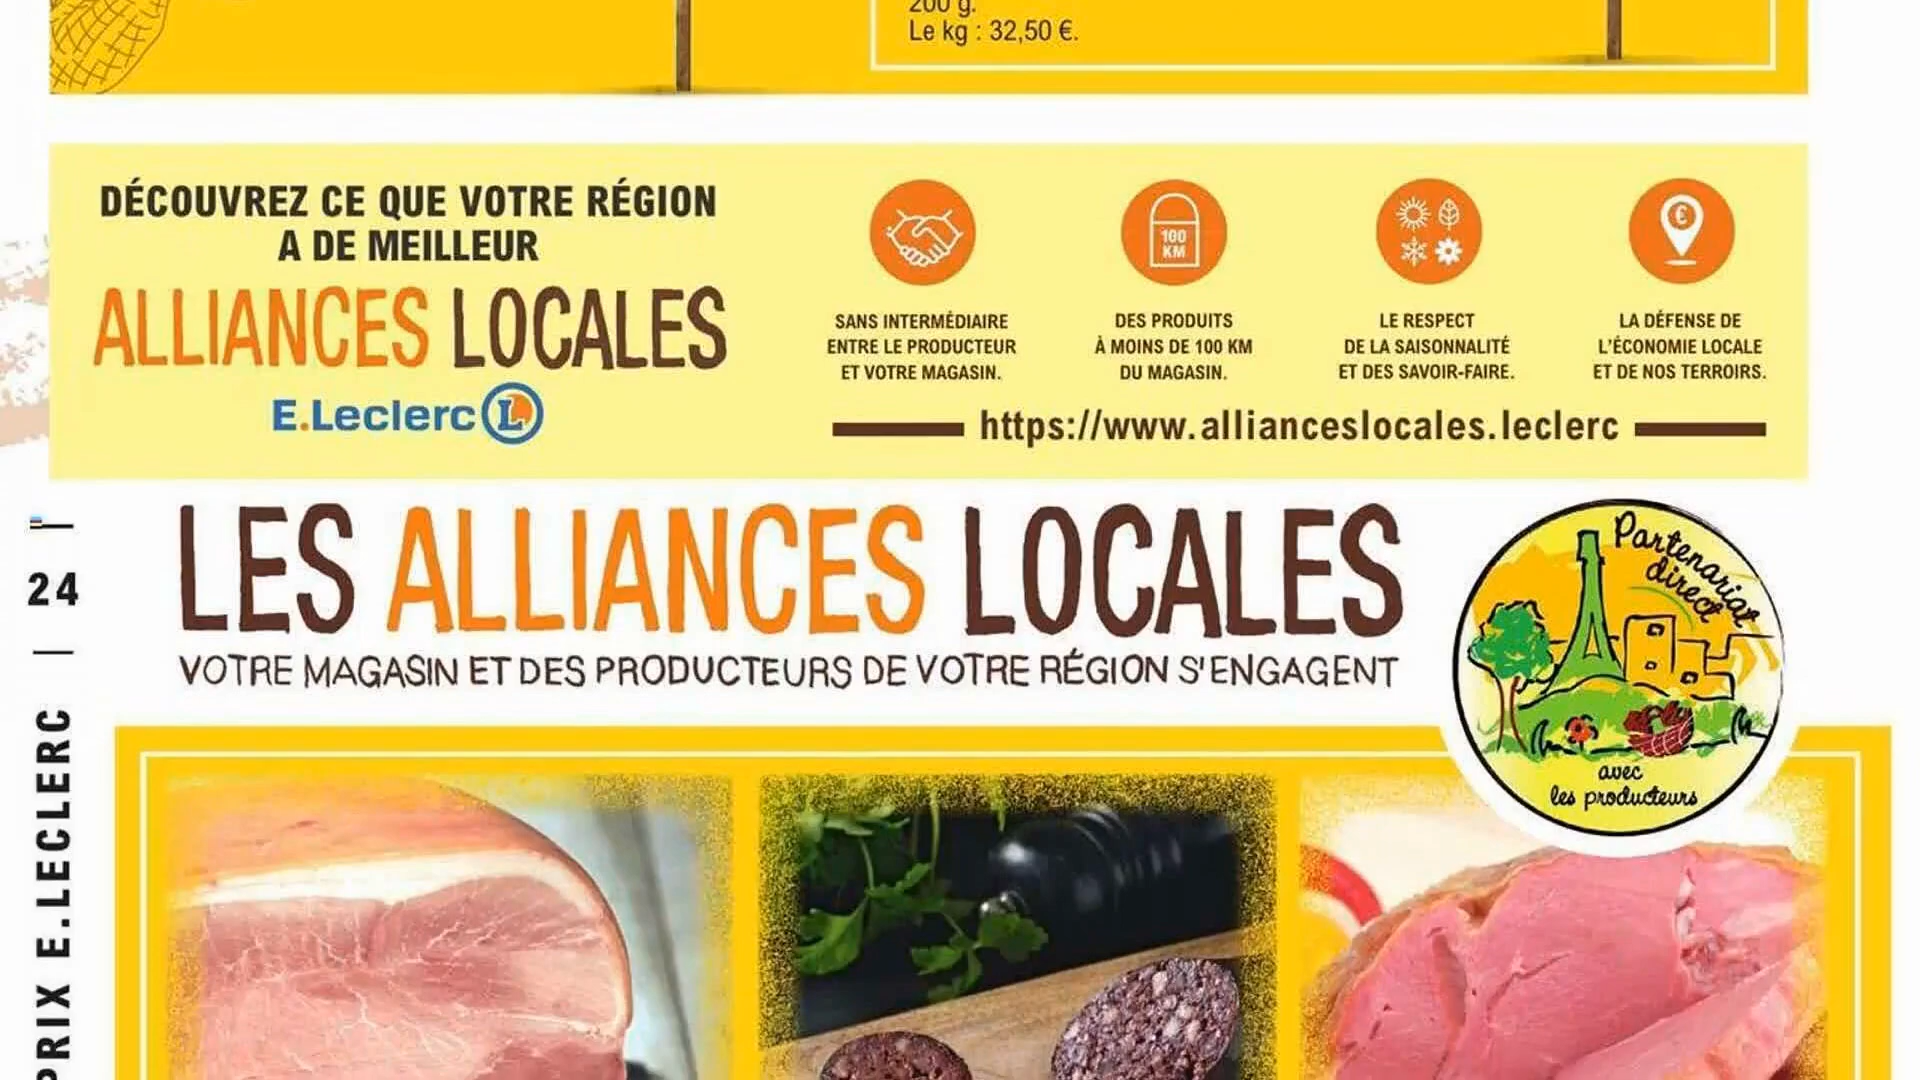 200 g.
Le kg : 32,50 €.
DÉCOUVREZ CE QUE VOTRE RÉGION
A DE MEILLEUR
ALLIANCES LOCALES
E.Leclerc L
100
KM
€
SANS INTERMÉDIAIRE
ENTRE LE PRODUCTEUR
ET VOTRE MAGASIN.
DES PRODUITS
À MOINS DE 100 KM
DU MAGASIN.
LE RESPECT
DE LA SAISONNALITÉ
ET DES SAVOIR-FAIRE.
LA DÉFENSE DE
L'ÉCONOMIE LOCALE
ET DE NOS TERROIRS.
https://www.allianceslocales.leclerc
24
PRIX E.LECLERC
LES ALLIANCES LOCALES
VOTRE MAGASIN ET DES PRODUCTEURS DE VOTRE RÉGION S'ENGAGENT
Partenariat
direct
avec
les producteurs